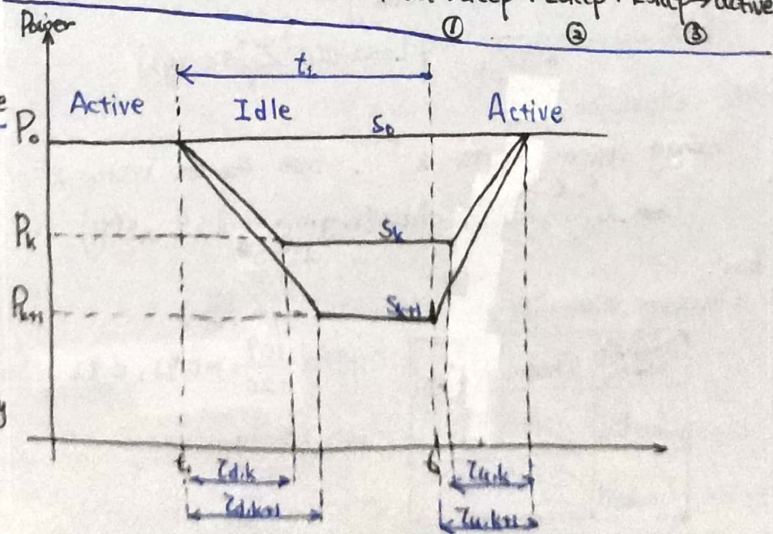 → active
① ② ③
Power
t₁
Active Idle Active
P₀ S₀
Pₖ Sₖ
Pₖ₊₁ Sₖ₊₁
t₁
τd,k τu,k
τd,k+1 τu,k+1